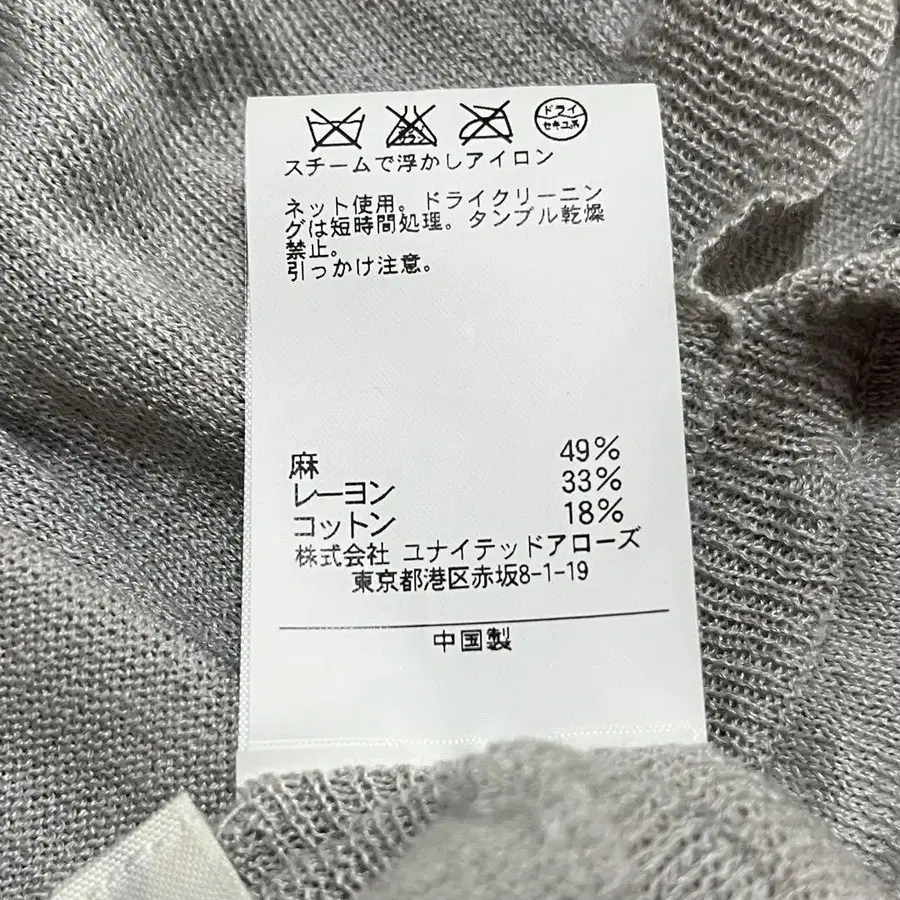 ドライ
セキユ系
スチームで浮かしアイロン
ネット使用。ドライクリーニン
グは短時間処理。タンブル乾燥
禁止。
引っかけ注意。
麻 49%
レーヨン 33%
コットン 18%
株式会社 ユナイテッドアローズ
東京都港区赤坂8-1-19
中国製